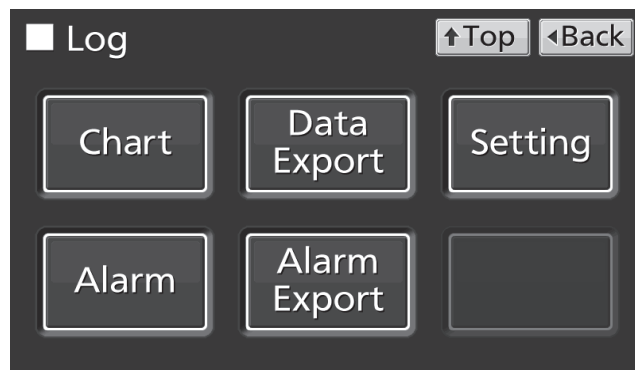 Log
Top
Back
Chart
Data
Export
Setting
Alarm
Alarm
Export